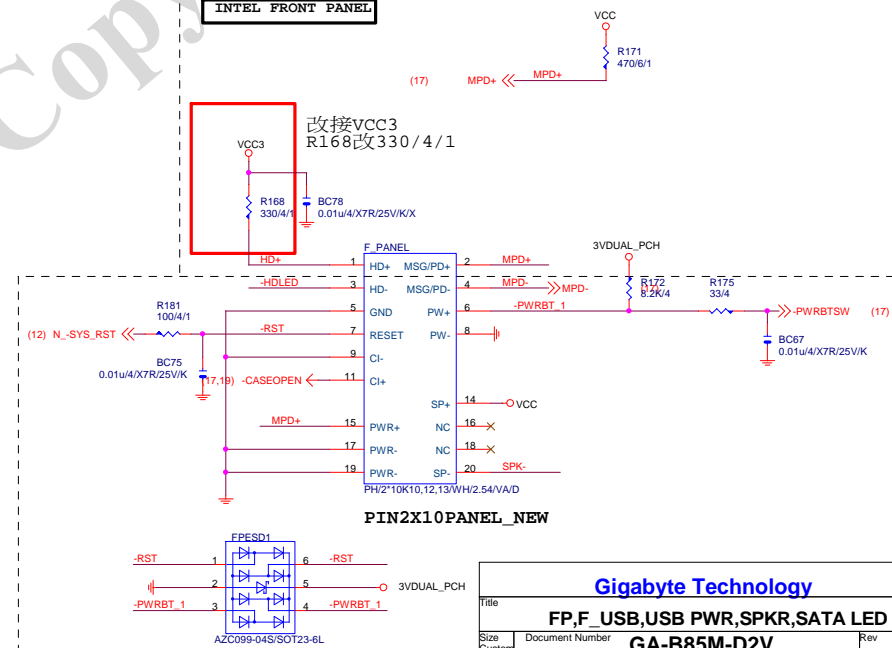 Copy
INTEL FRONT PANEL
VCC
R171
470/6/1
(17) MPD+ MPD+
改接VCC3
R168改330/4/1
VCC3
R168
330/4/1
BC78
0.01u/4/X7R/25V/K/X
F_PANEL
3VDUAL_PCH
HD+ 1 HD+ MSG/PD+ 2 MPD+
-HDLED 3 HD- MSG/PD- 4 MPD- MPD-
R172
8.2K/4
R175
33/4
R181
100/4/1
5 GND PW+ 6 -PWRBT_1
-PWRBTSW (17)
(12) N_-SYS_RST -RST 7 RESET PW- 8
BC67
0.01u/4/X7R/25V/K
BC75
0.01u/4/X7R/25V/K
9 CI-
(17,19) -CASEOPEN 11 CI+
SP+ 14 VCC
MPD+ 15 PWR+ NC 16
17 PWR- NC 18
19 PWR- SP- 20 SPK-
PH/2*10K10,12,13/WH/2.54/VA/D
PIN2X10PANEL_NEW
FPESD1
-RST 1 6 -RST
2 5 3VDUAL_PCH
-PWRBT_1 3 4 -PWRBT_1
AZC099-04S/SOT23-6L
Gigabyte Technology
Title
FP,F_USB,USB PWR,SPKR,SATA LED
Size
Custom
Document Number
GA-B85M-D2V
Rev